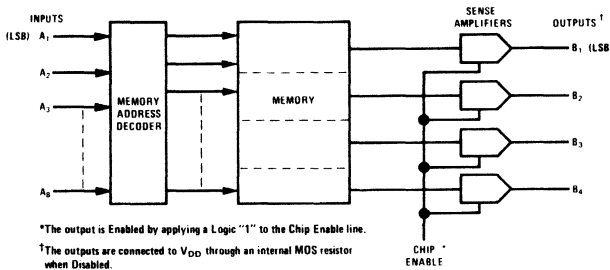 INPUTS
(LSB) A1
A2
A3
A8
MEMORY
ADDRESS
DECODER
MEMORY
SENSE
AMPLIFIERS
OUTPUTS†
B1 (LSB
B2
B3
B4
CHIP *
ENABLE
*The output is Enabled by applying a Logic "1" to the Chip Enable line.
†The outputs are connected to VDD through an internal MOS resistor
when Disabled.